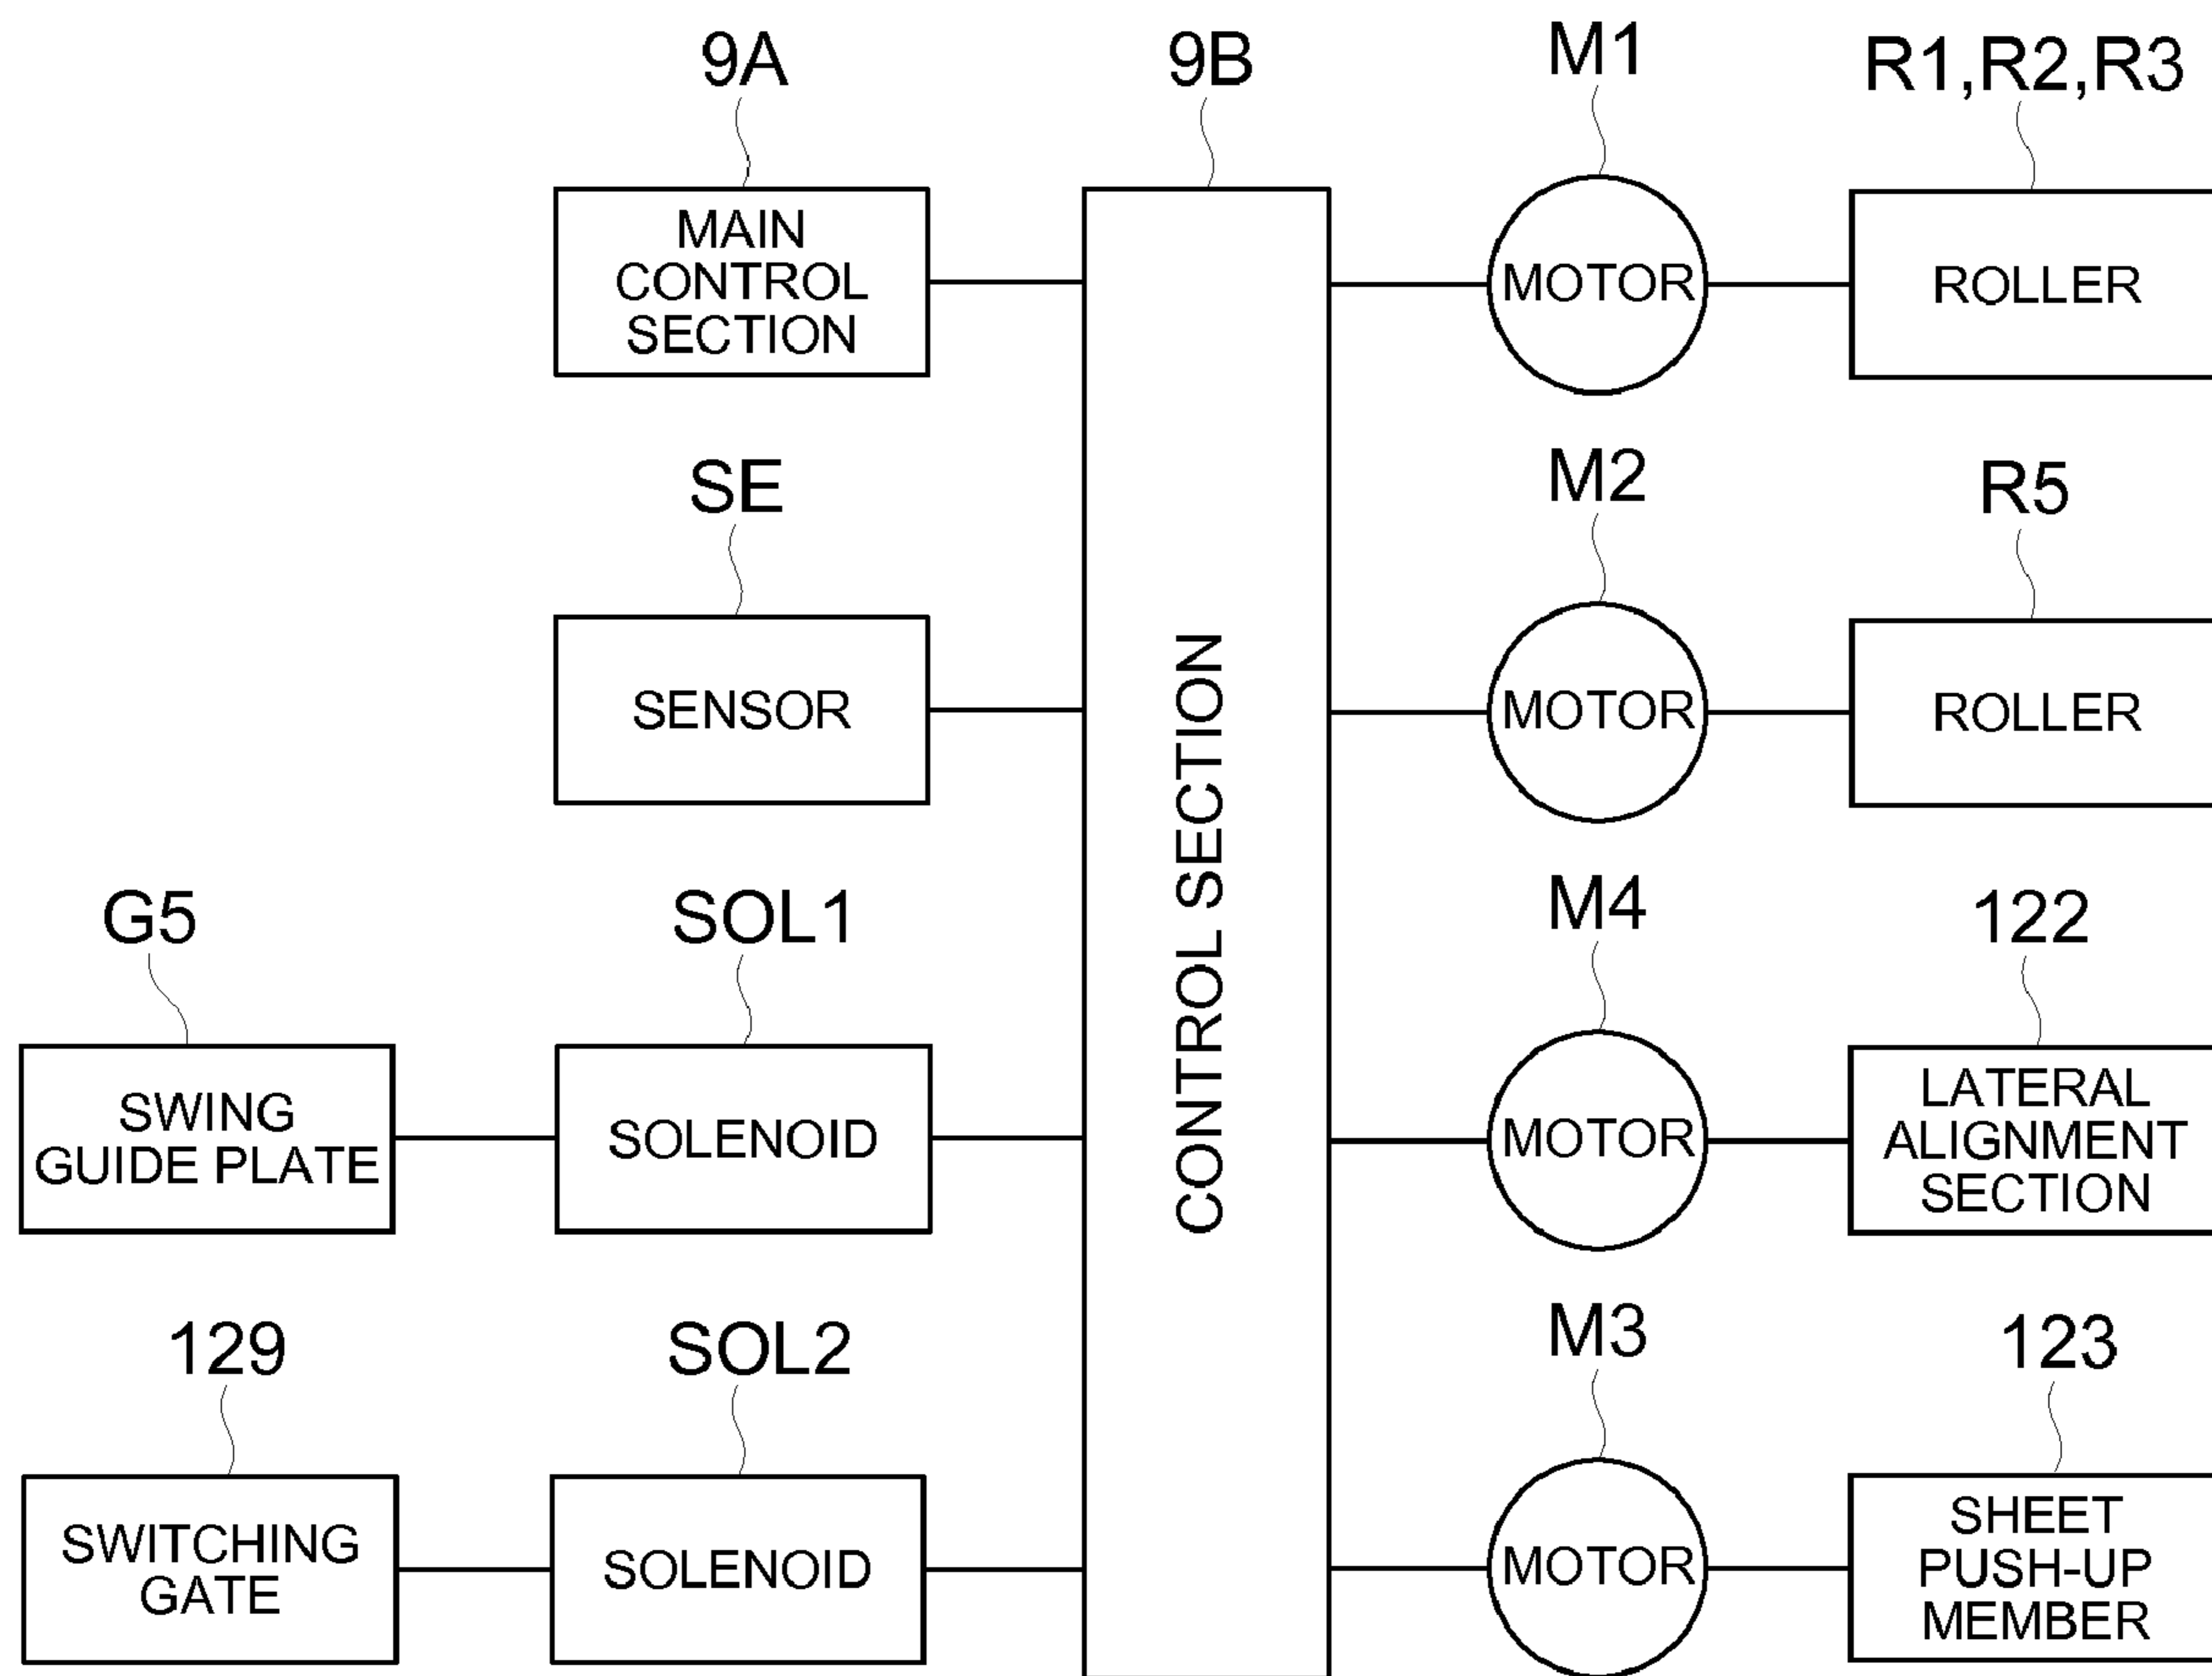 9A
9B
M1
R1,R2,R3
MAIN
CONTROL
SECTION
MOTOR
ROLLER
SE
M2
R5
SENSOR
MOTOR
ROLLER
CONTROL SECTION
G5
SOL1
M4
122
SWING
GUIDE PLATE
SOLENOID
MOTOR
LATERAL
ALIGNMENT
SECTION
129
SOL2
M3
123
SWITCHING
GATE
SOLENOID
MOTOR
SHEET
PUSH-UP
MEMBER